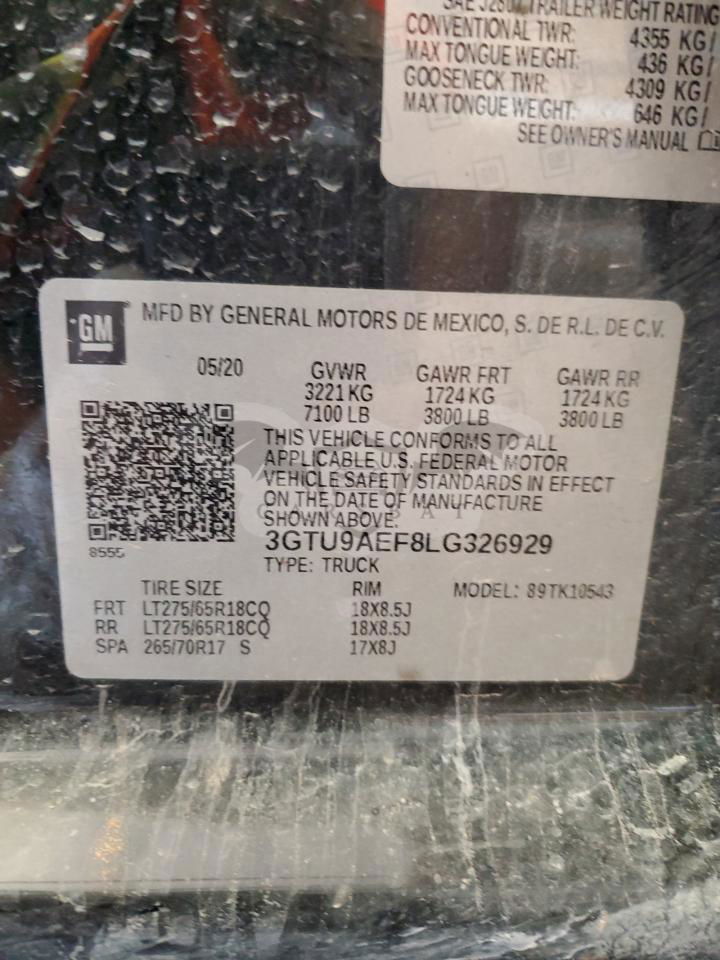 SAE J2807 TRAILER WEIGHT RATING
CONVENTIONAL TWR: 4355 KG/
MAX TONGUE WEIGHT: 436 KG/
GOOSENECK TWR: 4309 KG/
MAX TONGUE WEIGHT: 646 KG/
SEE OWNER'S MANUAL
GM
MFD BY GENERAL MOTORS DE MEXICO, S. DE R.L. DE C.V.
05/20 GVWR GAWR FRT GAWR RR
3221 KG 1724 KG 1724 KG
7100 LB 3800 LB 3800 LB
THIS VEHICLE CONFORMS TO ALL
APPLICABLE U.S. FEDERAL MOTOR
VEHICLE SAFETY STANDARDS IN EFFECT
ON THE DATE OF MANUFACTURE
SHOWN ABOVE.
8555
3GTU9AEF8LG326929
TYPE: TRUCK
TIRE SIZE RIM MODEL: 89TK10543
FRT LT275/65R18CQ 18X8.5J
RR LT275/65R18CQ 18X8.5J
SPA 265/70R17 S 17X8J